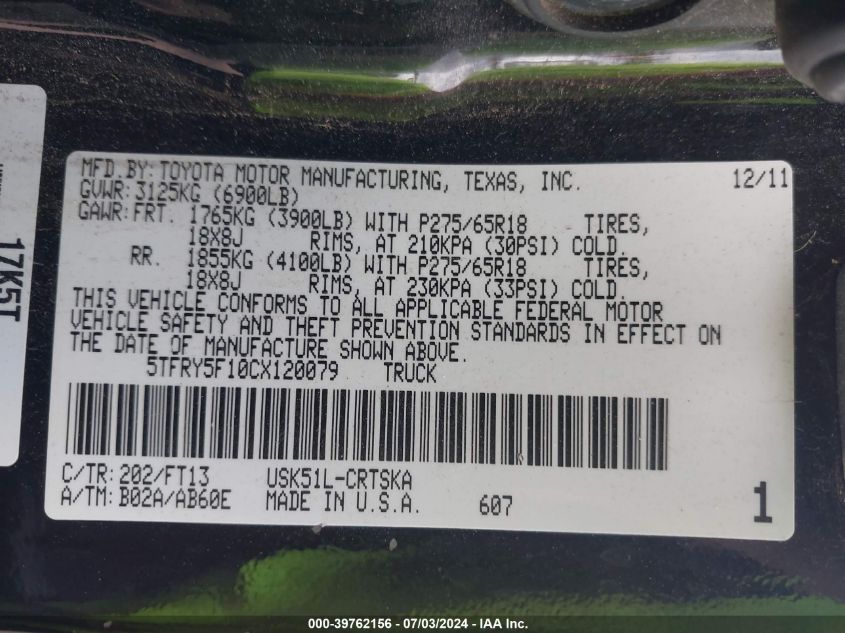 MFD.BY:TOYOTA MOTOR MANUFACTURING, TEXAS, INC. 12/11
GVWR:3125KG (6900LB)
GAWR:FRT. 1765KG (3900LB) WITH P275/65R18 TIRES,
18X8J RIMS, AT 210KPA (30PSI) COLD.
RR. 1855KG (4100LB) WITH P275/65R18 TIRES,
18X8J RIMS, AT 230KPA (33PSI) COLD.
THIS VEHICLE CONFORMS TO ALL APPLICABLE FEDERAL MOTOR
VEHICLE SAFETY AND THEFT PREVENTION STANDARDS IN EFFECT ON
THE DATE OF MANUFACTURE SHOWN ABOVE.
5TFRY5F10CX120079 TRUCK
C/TR:202/FT13 USK51L-CRTSKA
A/TM:B02A/AB60E MADE IN U.S.A. 607
1
17K5T
000-39762156 - 07/03/2024 - IAA Inc.